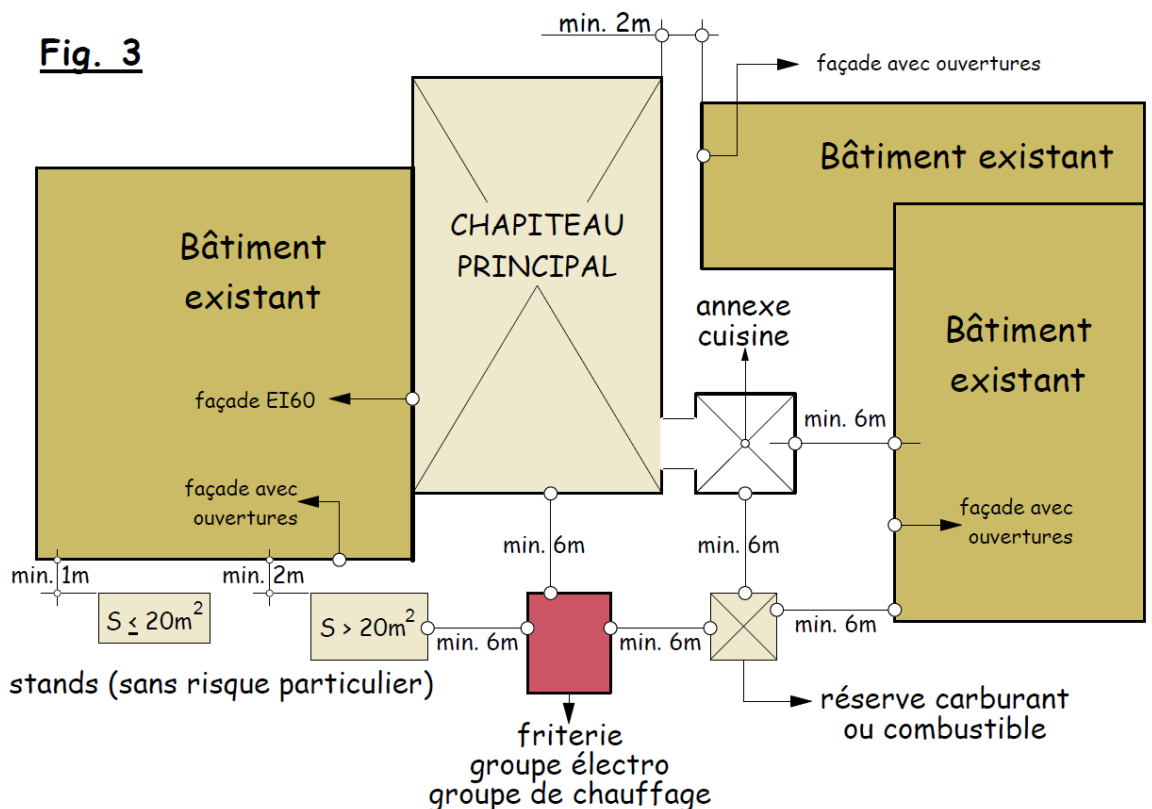 Fig. 3
min. 2m
façade avec ouvertures
Bâtiment existant
Bâtiment
existant
CHAPITEAU
PRINCIPAL
annexe
cuisine
Bâtiment
existant
façade EI60
min. 6m
façade avec
ouvertures
façade avec
ouvertures
min. 6m
min. 6m
min. 1m
min. 2m
S ≤ 20m²
S > 20m²
min. 6m
min. 6m
min. 6m
stands (sans risque particulier)
réserve carburant
ou combustible
friterie
groupe électro
groupe de chauffage